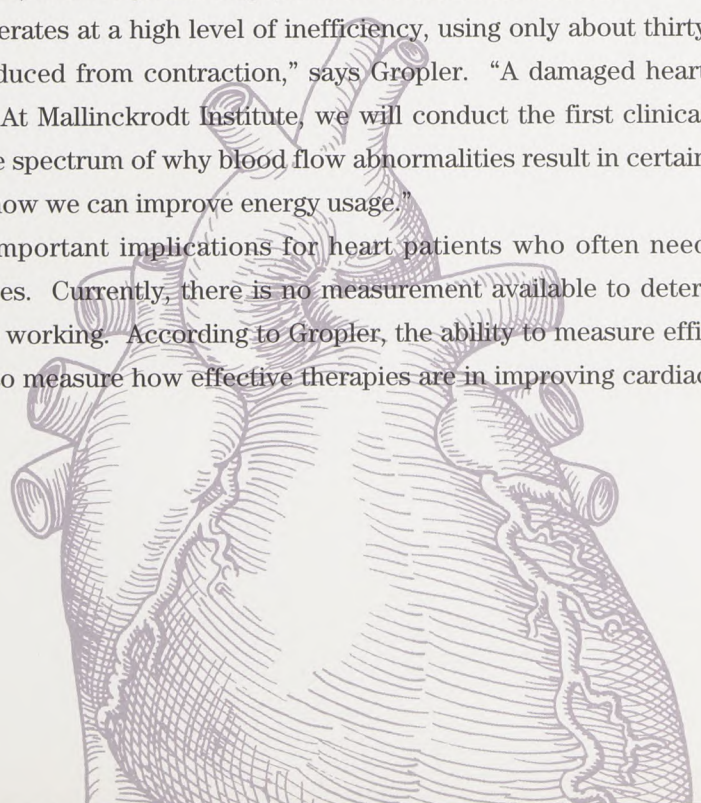 erates at a high level of inefficiency, using only about thirty
duced from contraction,” says Gropler. “A damaged heart
At Mallinckrodt Institute, we will conduct the first clinica
e spectrum of why blood flow abnormalities result in certain
now we can improve energy usage.”
mportant implications for heart patients who often need
es. Currently, there is no measurement available to deter
working. According to Gropler, the ability to measure effi
o measure how effective therapies are in improving cardiac